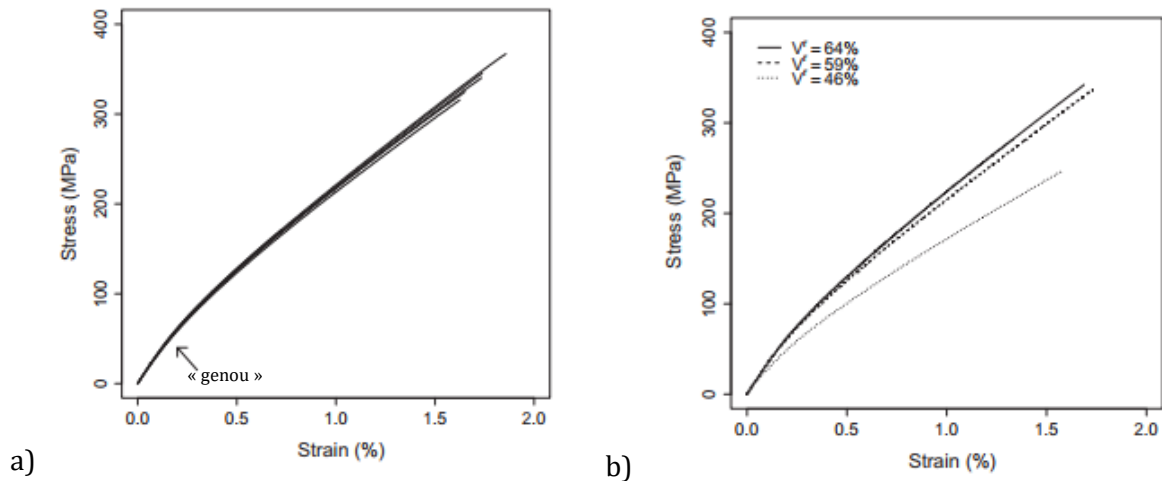 400
300
200
100
0
Stress (MPa)
« genou »
0.0 0.5 1.0 1.5 2.0
Strain (%)
a)
400
300
200
100
0
Stress (MPa)
Vᶠ = 64%
Vᶠ = 59%
Vᶠ = 46%
0.0 0.5 1.0 1.5 2.0
Strain (%)
b)